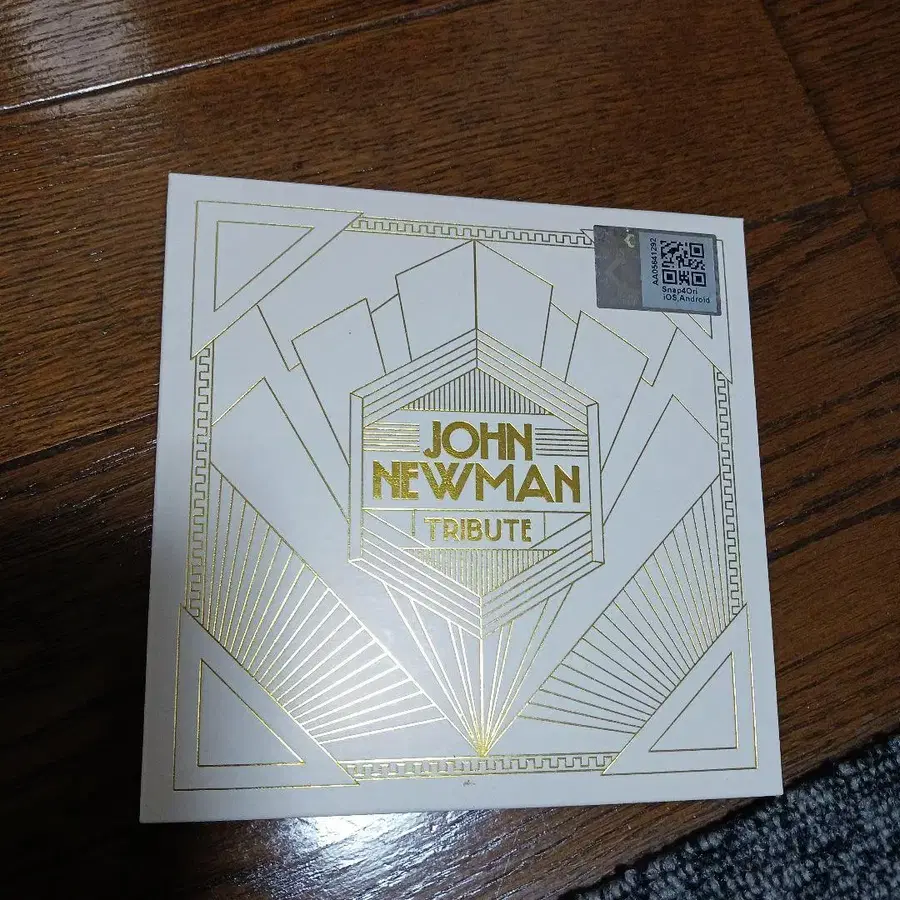 AA05641292
Snap4Ori
iOS,Android
JOHN
NEWMAN
TRIBUTE